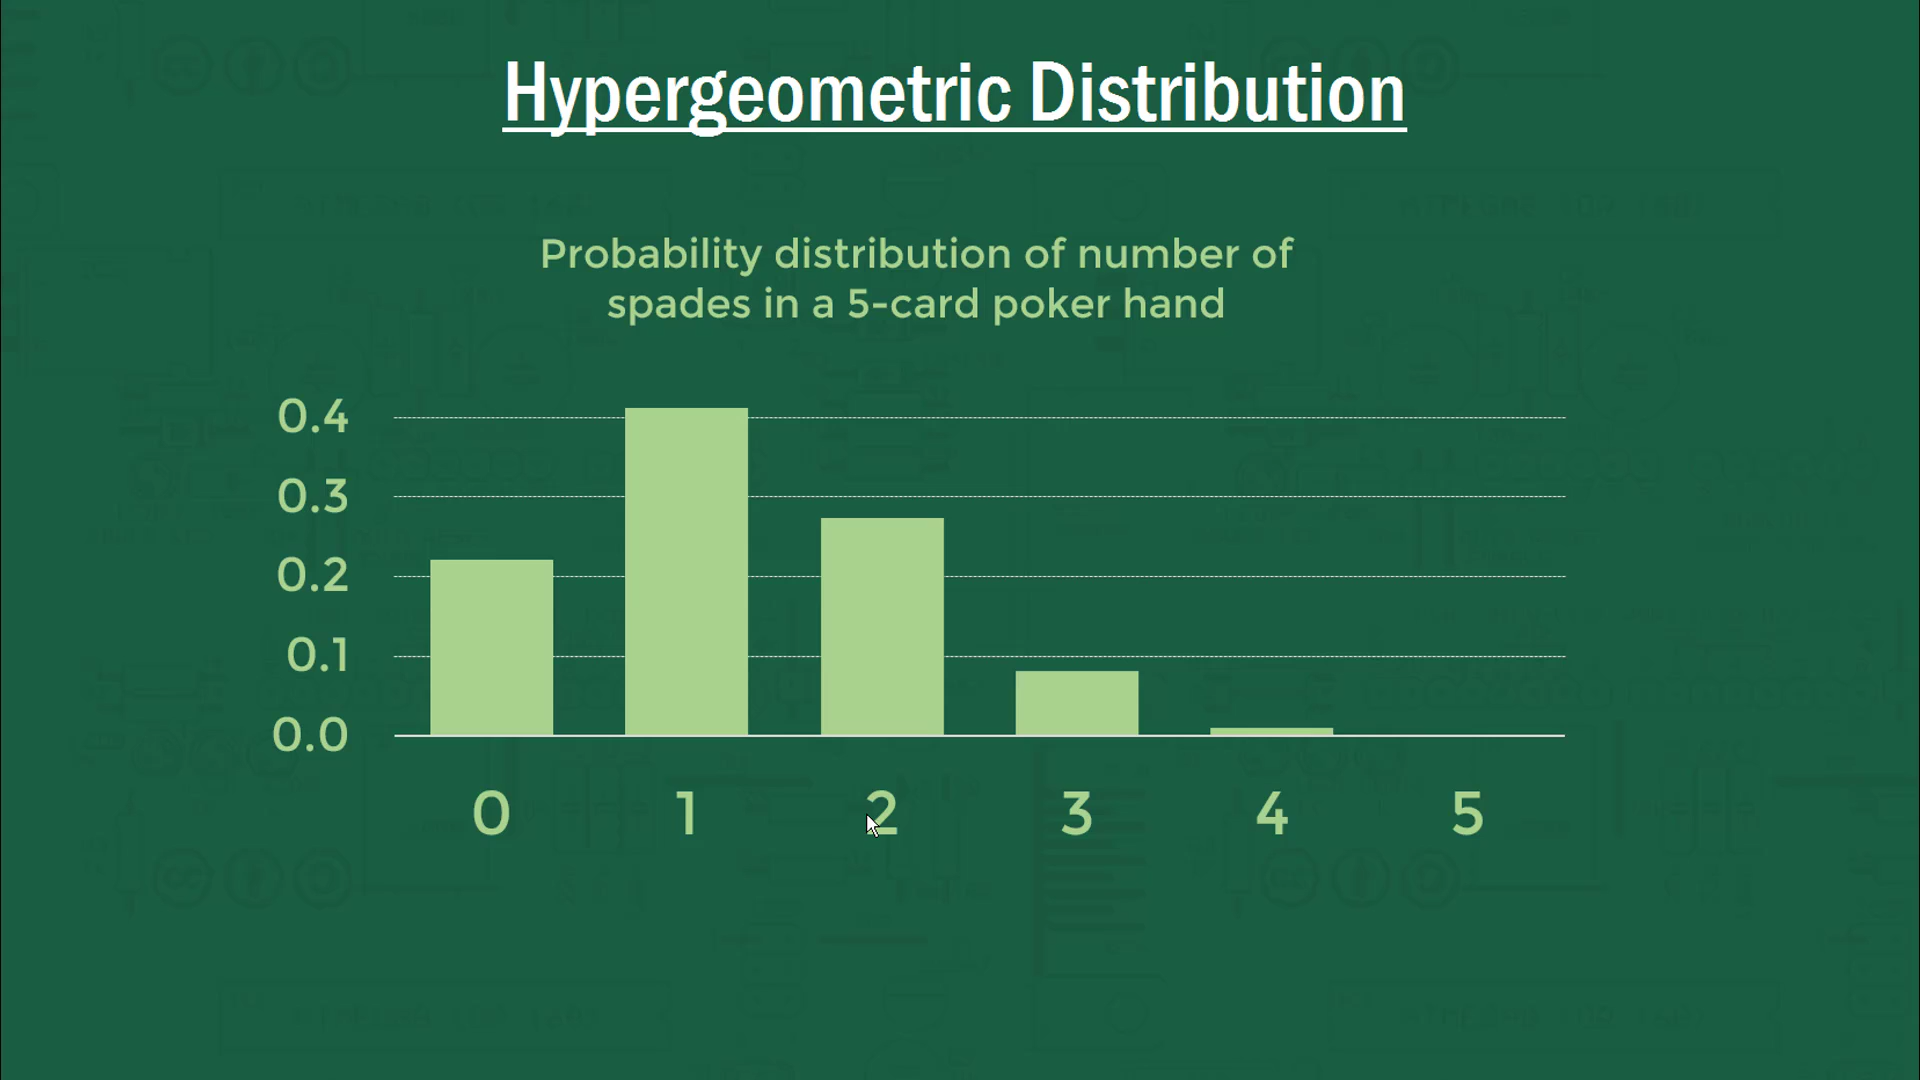 Hypergeometric Distribution
Probability distribution of number of
spades in a 5-card poker hand
0.4
0.3
0.2
0.1
0.0
0 1 2 3 4 5